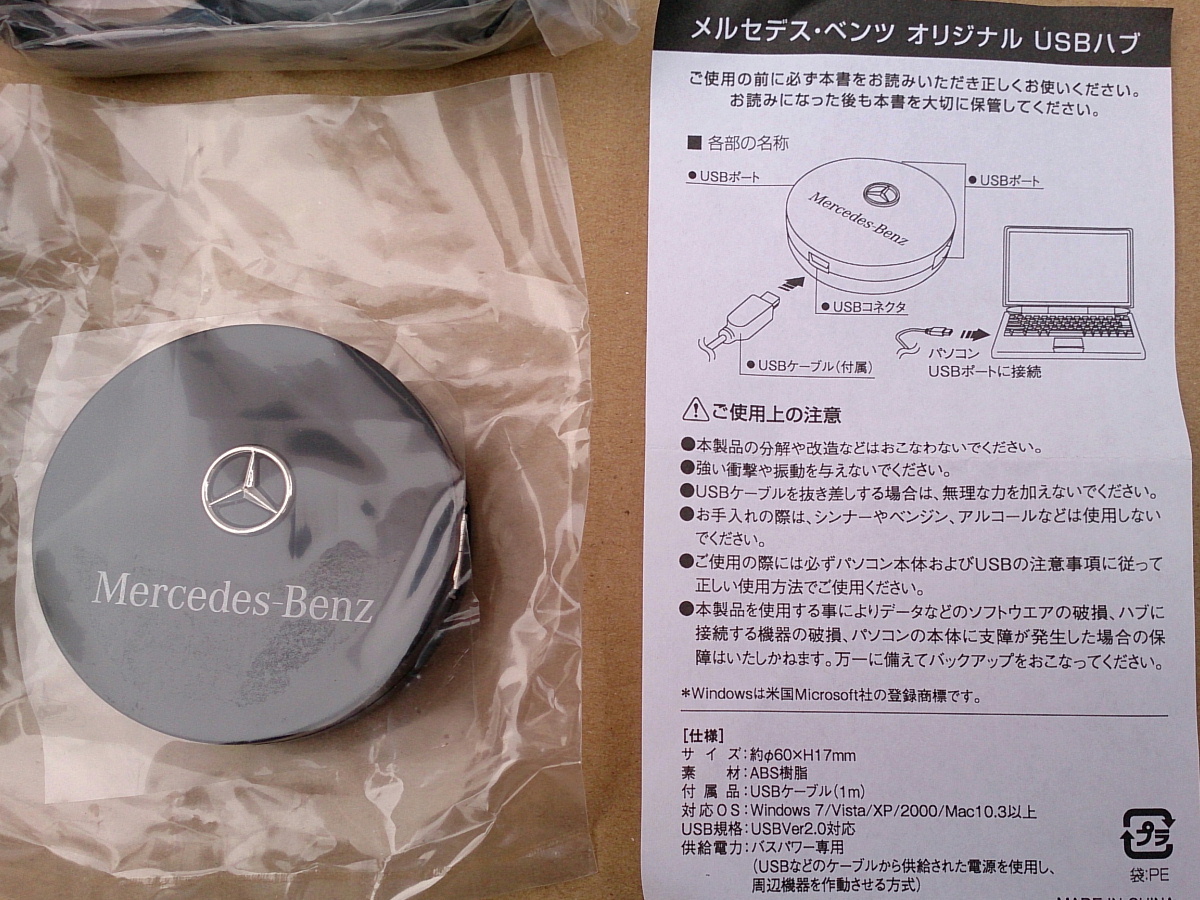 Mercedes-Benz
メルセデス・ベンツ オリジナル USBハブ
ご使用の前に必ず本書をお読みいただき正しくお使いください。
お読みになった後も本書を大切に保管してください。
■ 各部の名称
●USBポート
●USBポート
Mercedes-Benz
●USBコネクタ
●USBケーブル(付属)
パソコン
USBポートに接続
⚠ご使用上の注意
●本製品の分解や改造などはおこなわないでください。
●強い衝撃や振動を与えないでください。
●USBケーブルを抜き差しする場合は、無理な力を加えないでください。
●お手入れの際は、シンナーやベンジン、アルコールなどは使用しない
でください。
●ご使用の際には必ずパソコン本体およびUSBの注意事項に従って
正しい使用方法でご使用ください。
●本製品を使用する事によりデータなどのソフトウエアの破損、ハブに
接続する機器の破損、パソコンの本体に支障が発生した場合の保
障はいたしかねます。万一に備えてバックアップをおこなってください。
*Windowsは米国Microsoft社の登録商標です。
[仕様]
サイズ:約φ60×H17mm
素材:ABS樹脂
付属品:USBケーブル(1m)
対応OS:Windows 7/Vista/XP/2000/Mac10.3以上
USB規格:USBVer2.0対応
供給電力:バスパワー専用
(USBなどのケーブルから供給された電源を使用し、
周辺機器を作動させる方式)
プラ
袋:PE
MADE IN CHINA